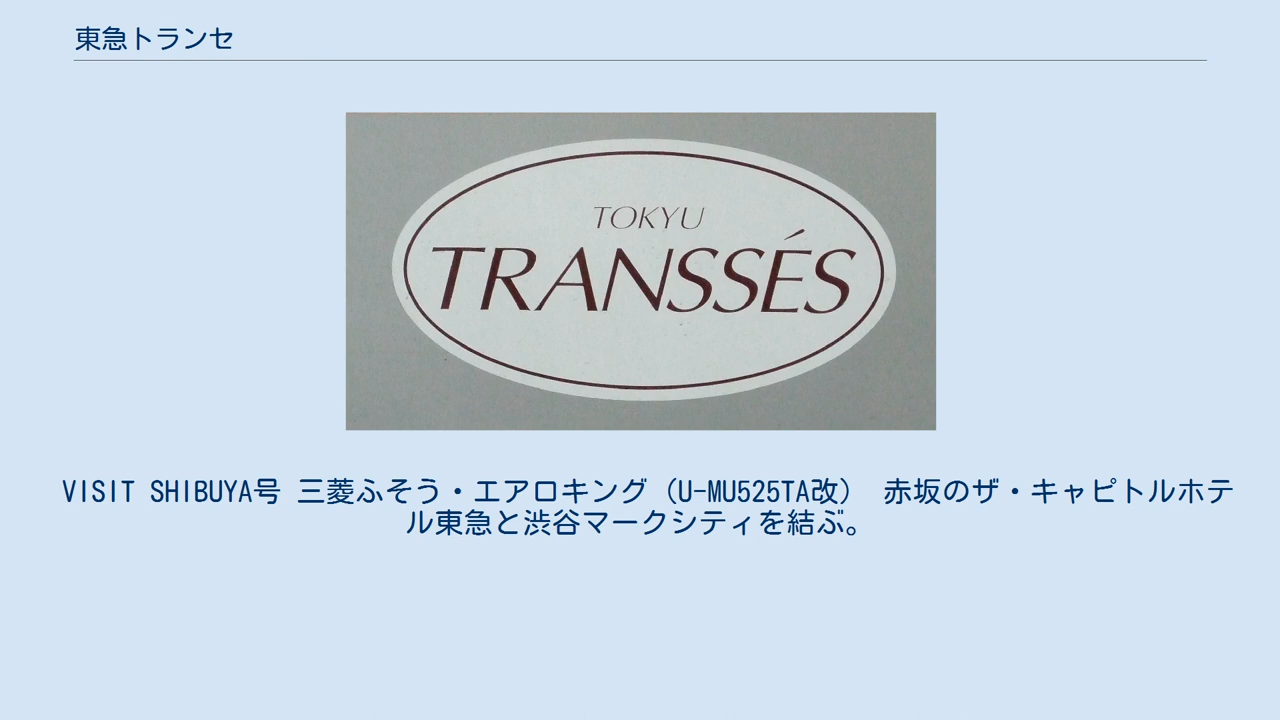 東急トランセ
TOKYU
TRANSSÉS
VISIT SHIBUYA号 三菱ふそう・エアロキング（U-MU525TA改） 赤坂のザ・キャピトルホテ
ル東急と渋谷マークシティを結ぶ。